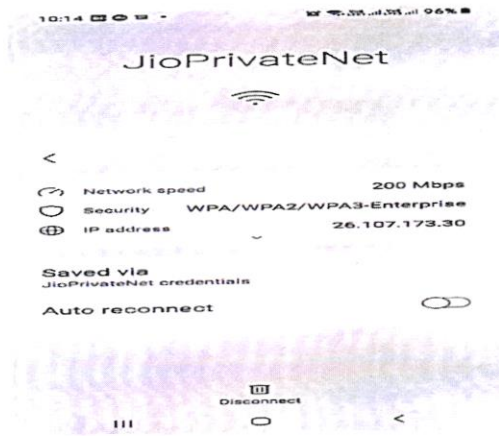 10:14
96%
JioPrivateNet
Network speed 200 Mbps
Security WPA/WPA2/WPA3-Enterprise
IP address 26.107.173.30
Saved via
JioPrivateNet credentials
Auto reconnect
Disconnect